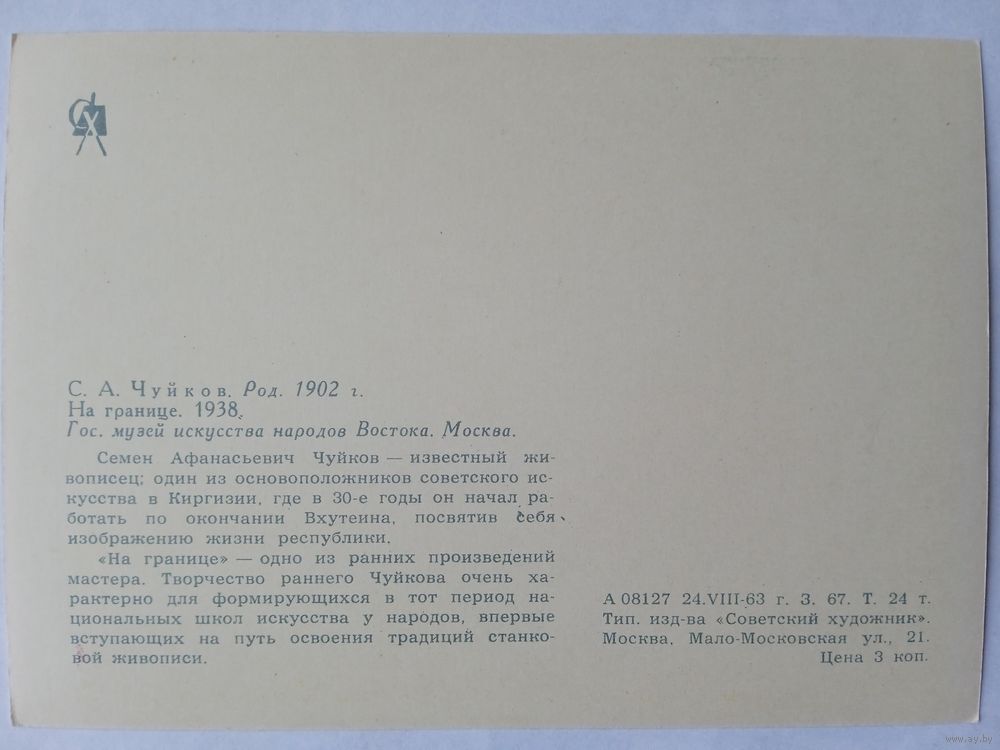 С. А. Чуйков. Род. 1902 г.
На границе. 1938.
Гос. музей искусства народов Востока. Москва.
Семен Афанасьевич Чуйков — известный жи-
вописец; один из основоположников советского ис-
кусства в Киргизии, где в 30-е годы он начал ра-
ботать по окончании Вхутеина, посвятив себя
изображению жизни республики.
«На границе» — одно из ранних произведений
мастера. Творчество раннего Чуйкова очень ха-
рактерно для формирующихся в тот период на-
циональных школ искусства у народов, впервые
вступающих на путь освоения традиций станко-
вой живописи.
А 08127 24.VIII-63 г. З. 67. Т. 24 т.
Тип. изд-ва «Советский художник».
Москва, Мало-Московская ул., 21.
Цена 3 коп.
www.ay.by